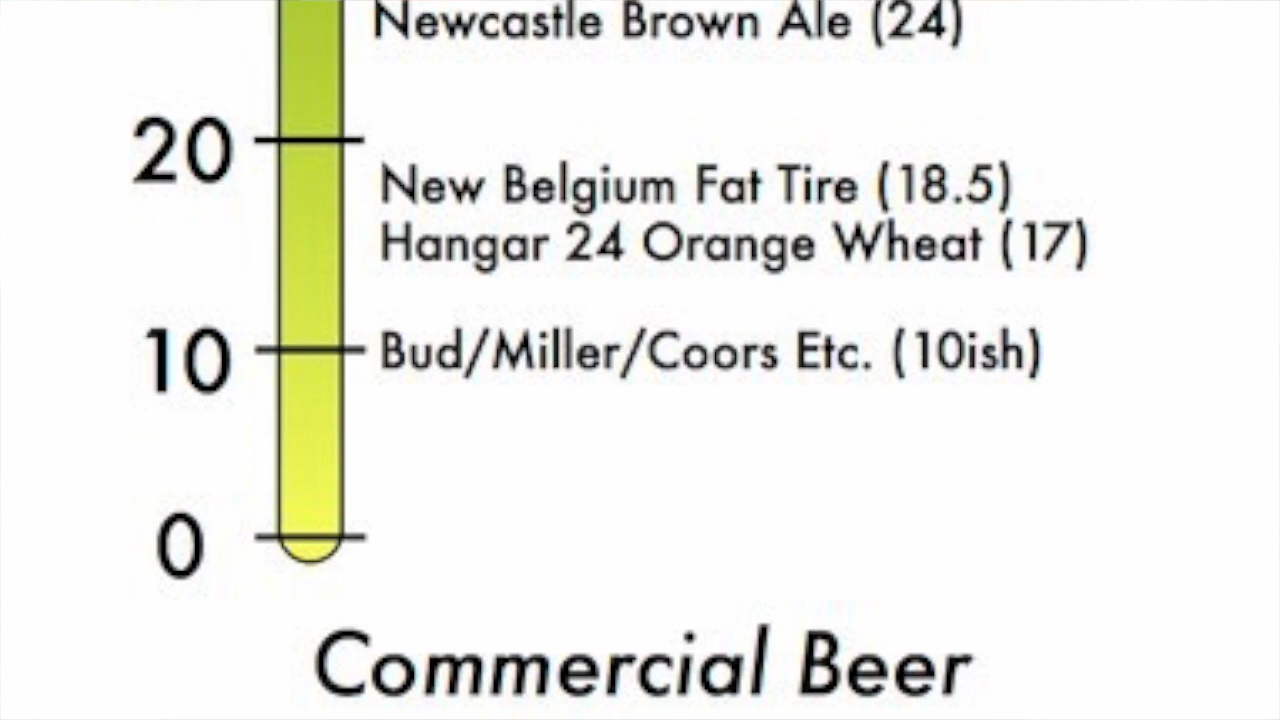 Newcastle Brown Ale (24)
20
New Belgium Fat Tire (18.5)
Hangar 24 Orange Wheat (17)
10
Bud/Miller/Coors Etc. (10ish)
0
Commercial Beer